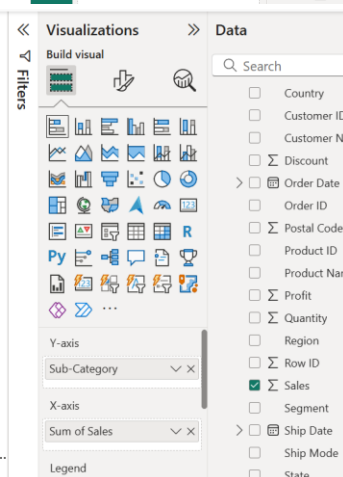 Visualizations
Data
Build visual
Filters
Search
Country
Customer ID
Customer N
Discount
Order Date
Order ID
Postal Code
Product ID
Product Nar
Profit
Quantity
Region
Row ID
Sales
Segment
Ship Date
Ship Mode
State
123
R
Py
123
...
Y-axis
Sub-Category
X-axis
Sum of Sales
Legend